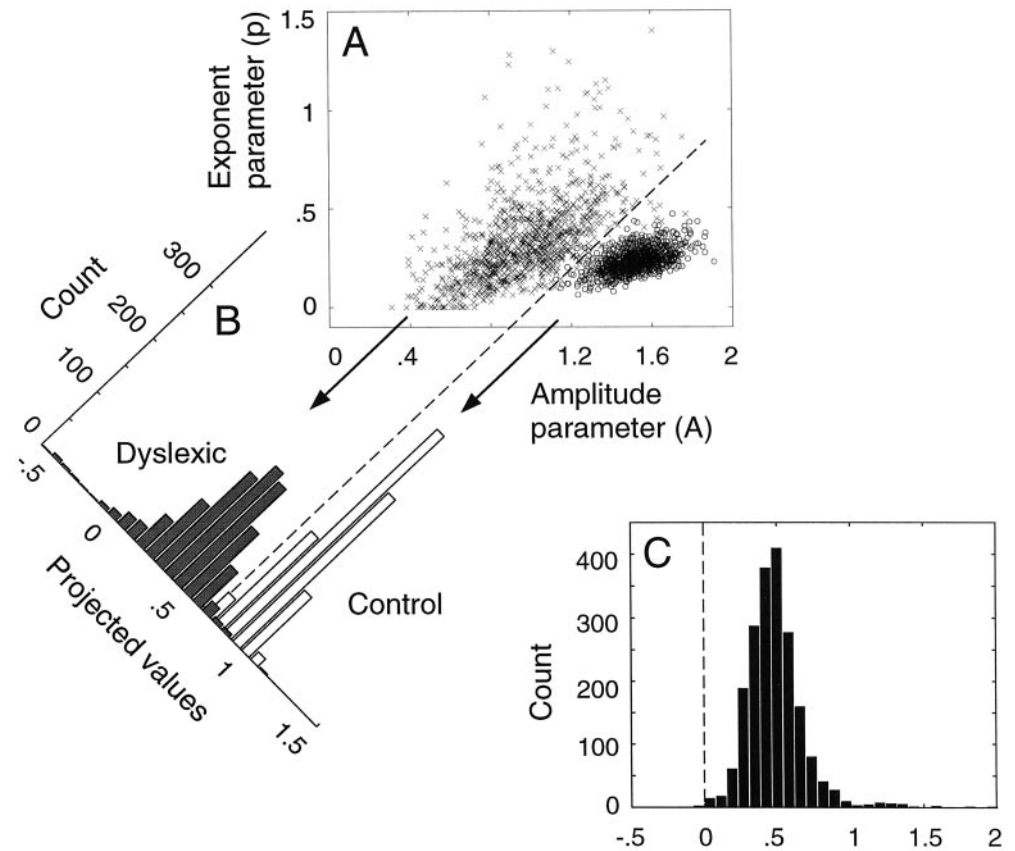 A
Exponent
parameter (p)
1.5
1
.5
0
0 .4 1.2 1.6 2
Amplitude
parameter (A)
B
Count
300
200
100
0
Dyslexic
Control
-.5
0
.5
1
1.5
Projected values
C
Count
400
300
200
100
0
-.5 0 .5 1 1.5 2